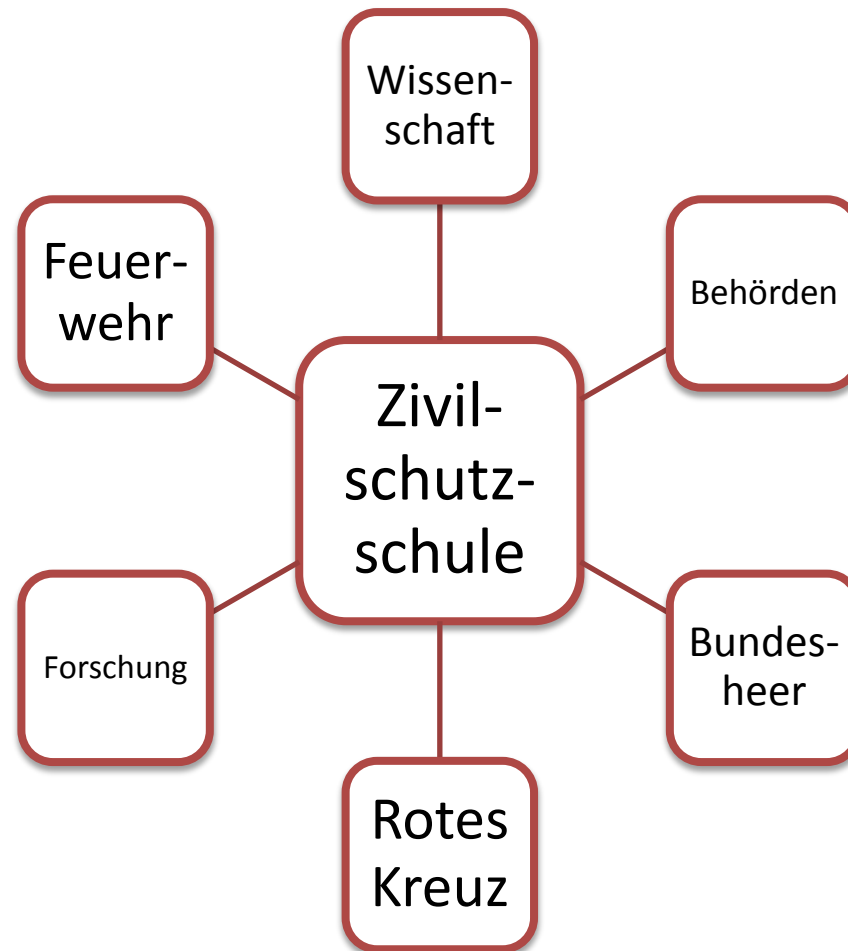 Wissen-
schaft
Feuer-
wehr
Behörden
Zivil-
schutz-
schule
Forschung
Bundes-
heer
Rotes
Kreuz